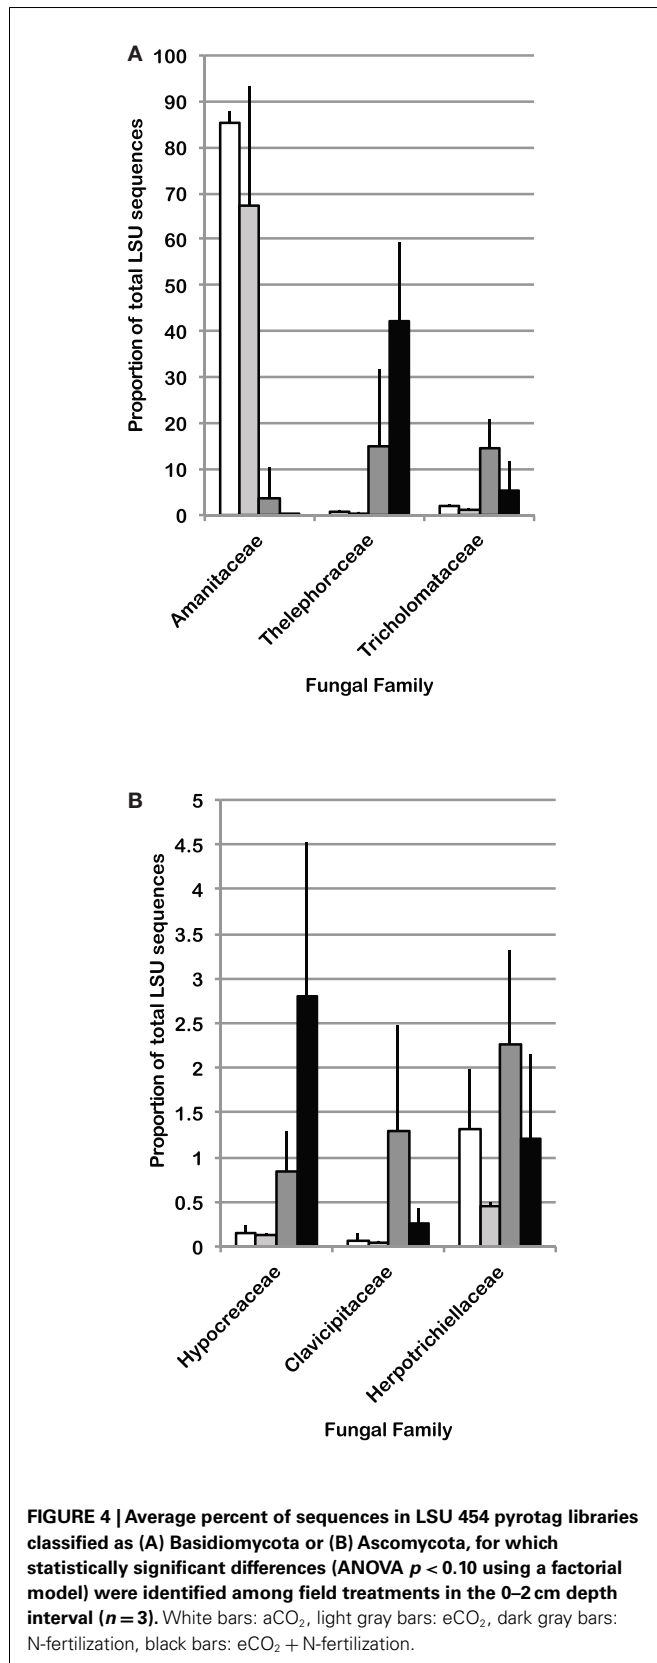 A
100
90
80
70
60
50
40
30
20
10
0
Proportion of total LSU sequences
Amanitaceae
Thelephoraceae
Tricholomataceae
Fungal Family
B
5
4.5
4
3.5
3
2.5
2
1.5
1
0.5
0
Proportion of total LSU sequences
Hypocreaceae
Clavicipitaceae
Herpotrichiellaceae
Fungal Family
FIGURE 4 | Average percent of sequences in LSU 454 pyrotag libraries
classified as (A) Basidiomycota or (B) Ascomycota, for which
statistically significant differences (ANOVA p < 0.10 using a factorial
model) were identified among field treatments in the 0–2 cm depth
interval (n = 3). White bars: aCO₂, light gray bars: eCO₂, dark gray bars:
N-fertilization, black bars: eCO₂ + N-fertilization.